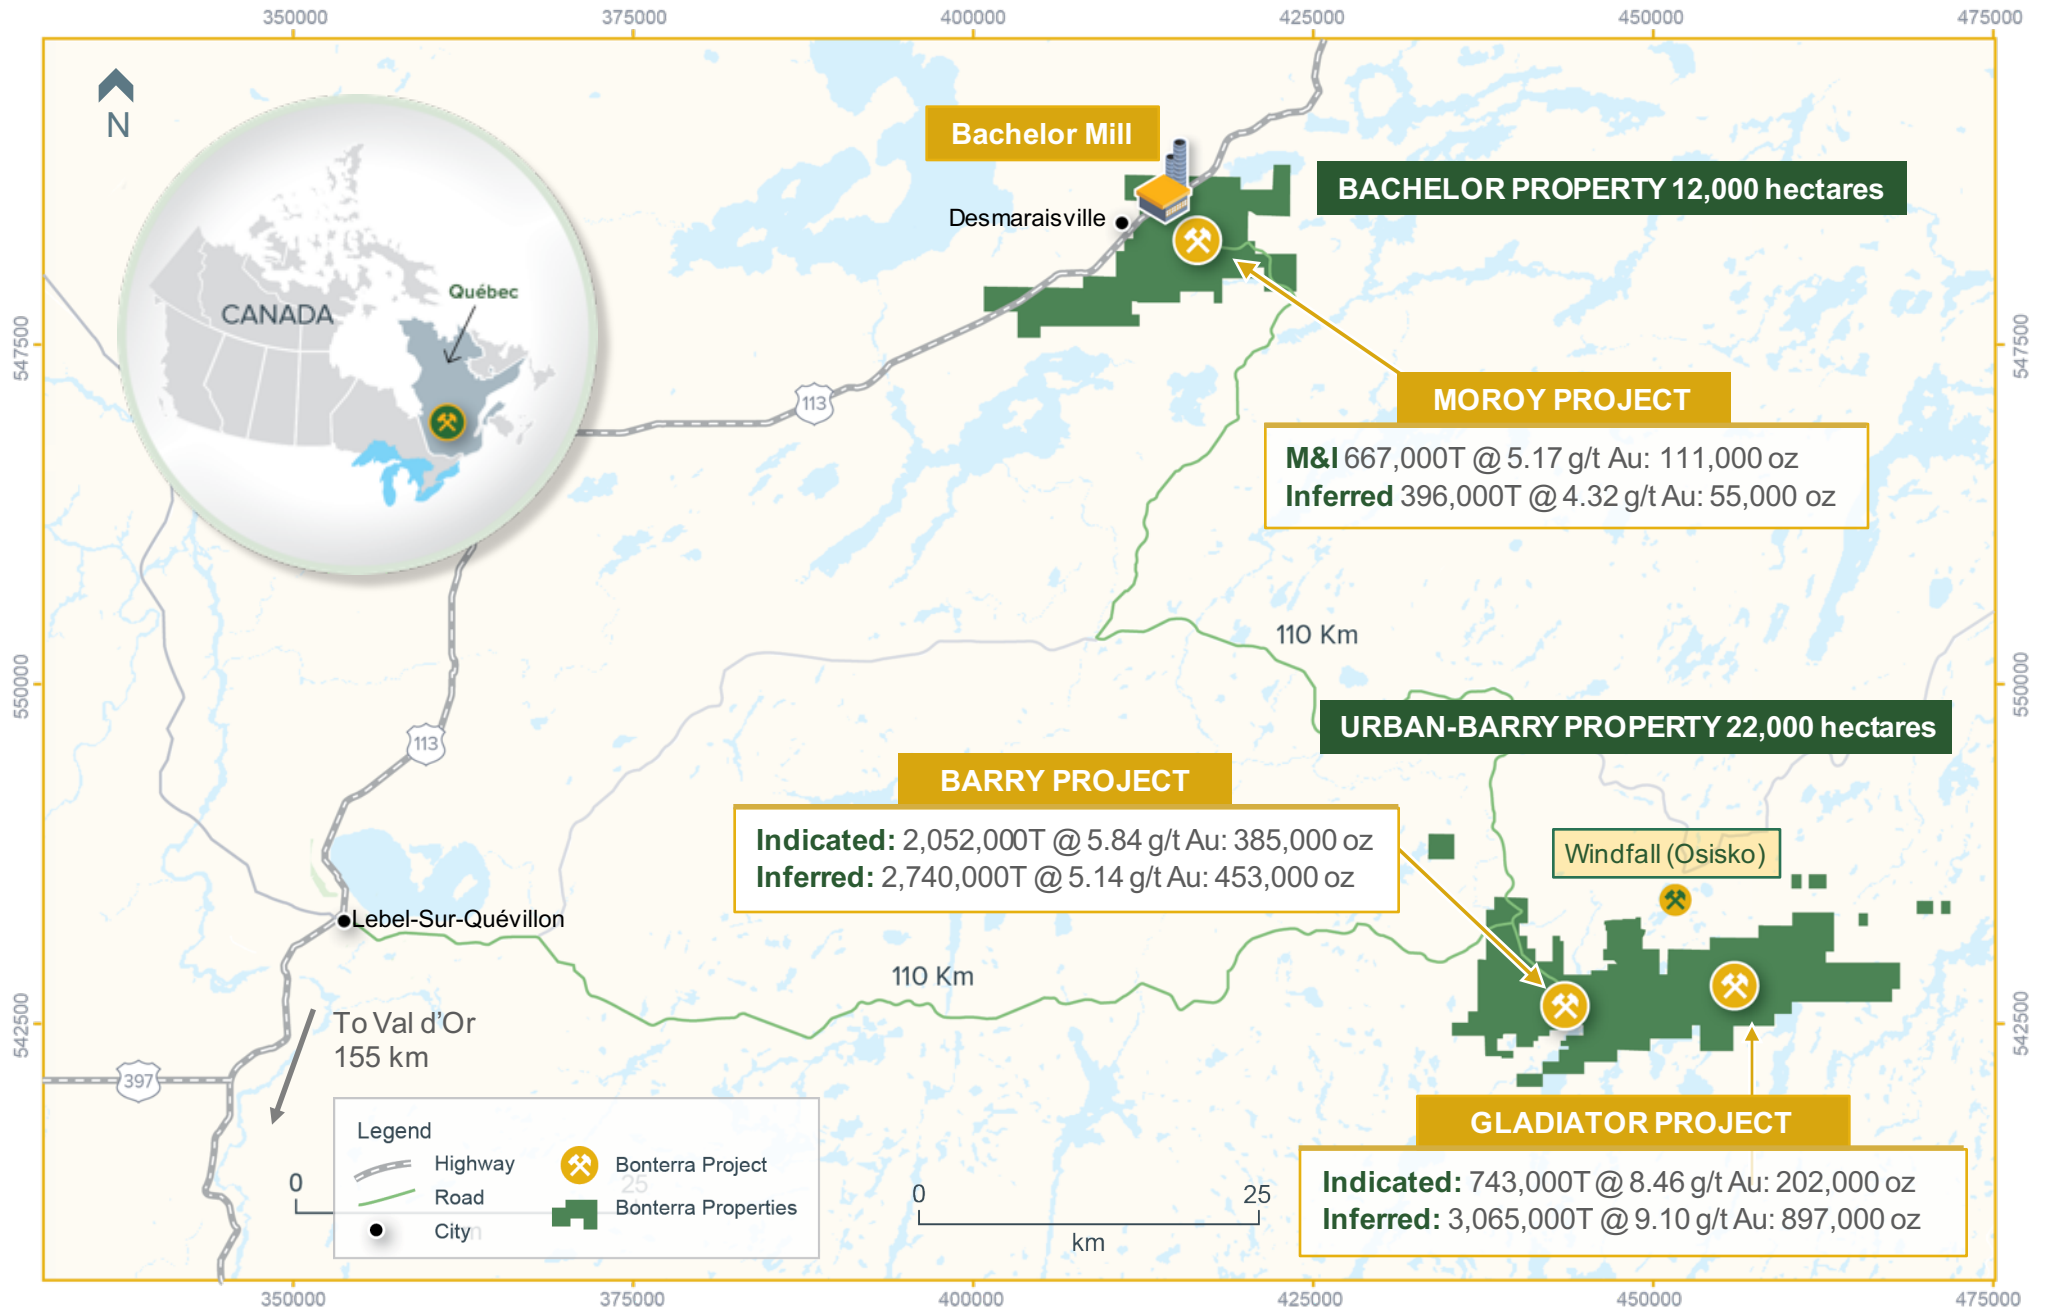 350000
375000
400000
425000
450000
475000
N
Bachelor Mill
BACHELOR PROPERTY 12,000 hectares
Desmaraisville
Québec
CANADA
547500
547500
113
MOROY PROJECT
M&I 667,000T @ 5.17 g/t Au: 111,000 oz
Inferred 396,000T @ 4.32 g/t Au: 55,000 oz
110 Km
550000
550000
URBAN-BARRY PROPERTY 22,000 hectares
113
BARRY PROJECT
Indicated: 2,052,000T @ 5.84 g/t Au: 385,000 oz
Inferred: 2,740,000T @ 5.14 g/t Au: 453,000 oz
Windfall (Osisko)
Lebel-Sur-Quévillon
110 Km
To Val d'Or
155 km
542500
542500
397
GLADIATOR PROJECT
Indicated: 743,000T @ 8.46 g/t Au: 202,000 oz
Inferred: 3,065,000T @ 9.10 g/t Au: 897,000 oz
Legend
Highway
Road
City
Bonterra Project
Bonterra Properties
0
25
0
25
km
350000
375000
400000
425000
450000
475000